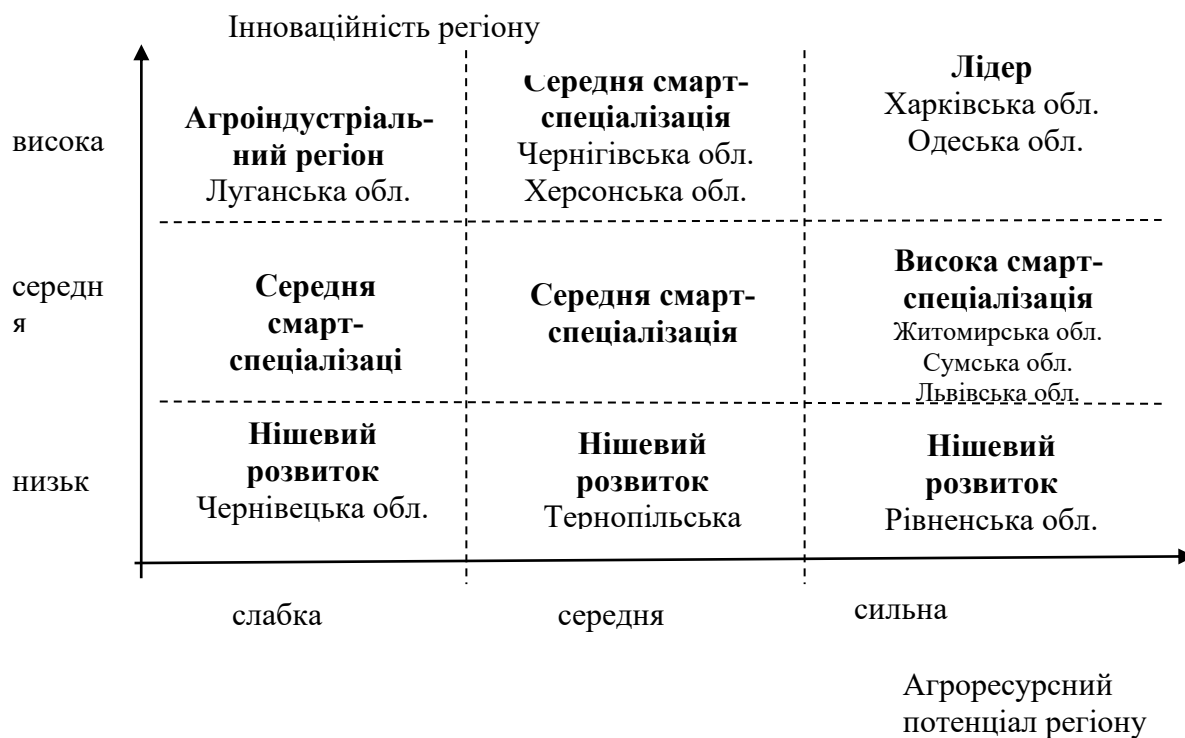 Інноваційність регіону
висока
Агроіндустріаль-
ний регіон
Луганська обл.
Середня смарт-
спеціалізація
Чернігівська обл.
Херсонська обл.
Лідер
Харківська обл.
Одеська обл.
середн
я
Середня
смарт-
спеціалізаці
Середня смарт-
спеціалізація
Висока смарт-
спеціалізація
Житомирська обл.
Сумська обл.
Львівська обл.
низьк
Нішевий
розвиток
Чернівецька обл.
Нішевий
розвиток
Тернопільська
Нішевий
розвиток
Рівненська обл.
слабка
середня
сильна
Агроресурсний
потенціал регіону